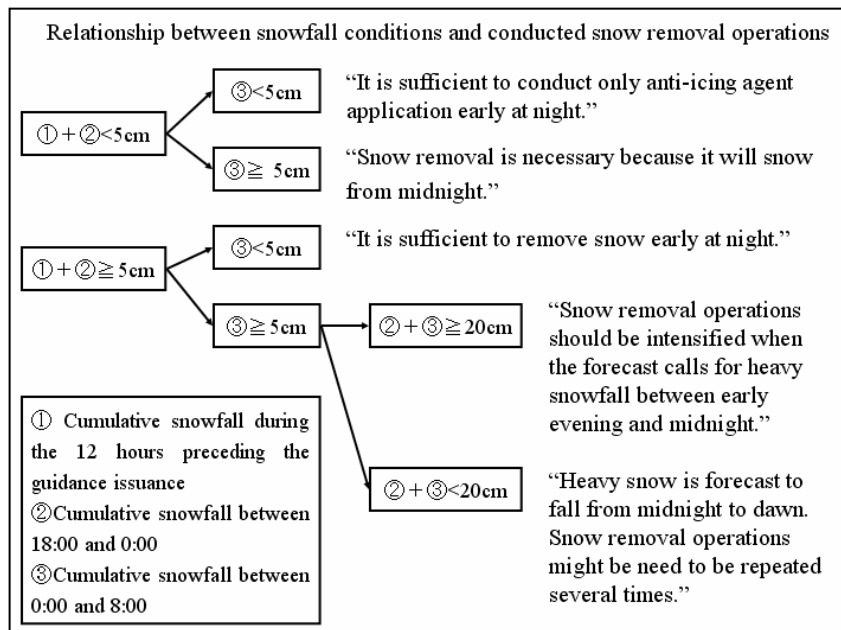 Relationship between snowfall conditions and conducted snow removal operations
①+②<5cm
③<5cm
“It is sufficient to conduct only anti-icing agent
application early at night.”
③≧ 5cm
“Snow removal is necessary because it will snow
from midnight.”
①+②≧5cm
③<5cm
“It is sufficient to remove snow early at night.”
③≧5cm
②+③≧20cm
“Snow removal operations
should be intensified when
the forecast calls for heavy
snowfall between early
evening and midnight.”
②+③<20cm
“Heavy snow is forecast to
fall from midnight to dawn.
Snow removal operations
might be need to be repeated
several times.”
① Cumulative snowfall during
the 12 hours preceding the
guidance issuance
②Cumulative snowfall between
18:00 and 0:00
③Cumulative snowfall between
0:00 and 8:00